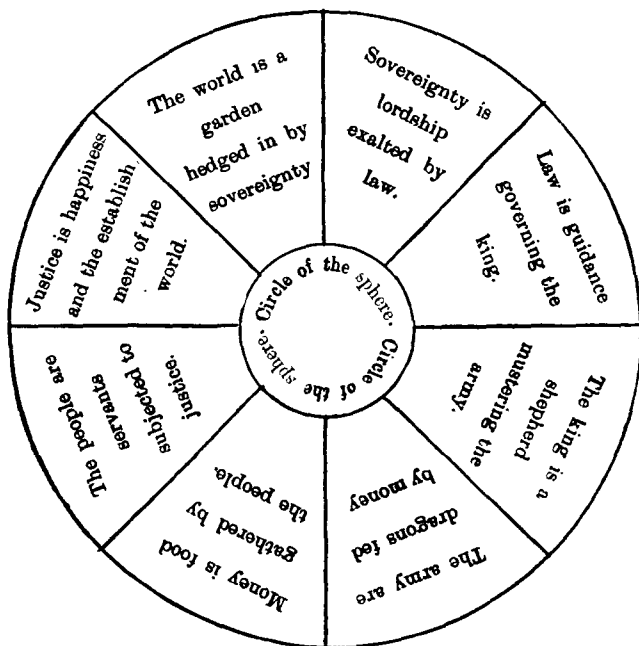 The world is a
garden
hedged in by
sovereignty
Sovereignty is
lordship
exalted by
law.
Law is guidance
governing the
king.
The king is a
shepherd
mustering the
army.
The army are
dragons fed
by money
Money is food
gathered by
the people.
The people are
servants
subjected to
justice.
Justice is happiness
and the establish
ment of the
world.
Circle of the sphere. Circle of the sphere.